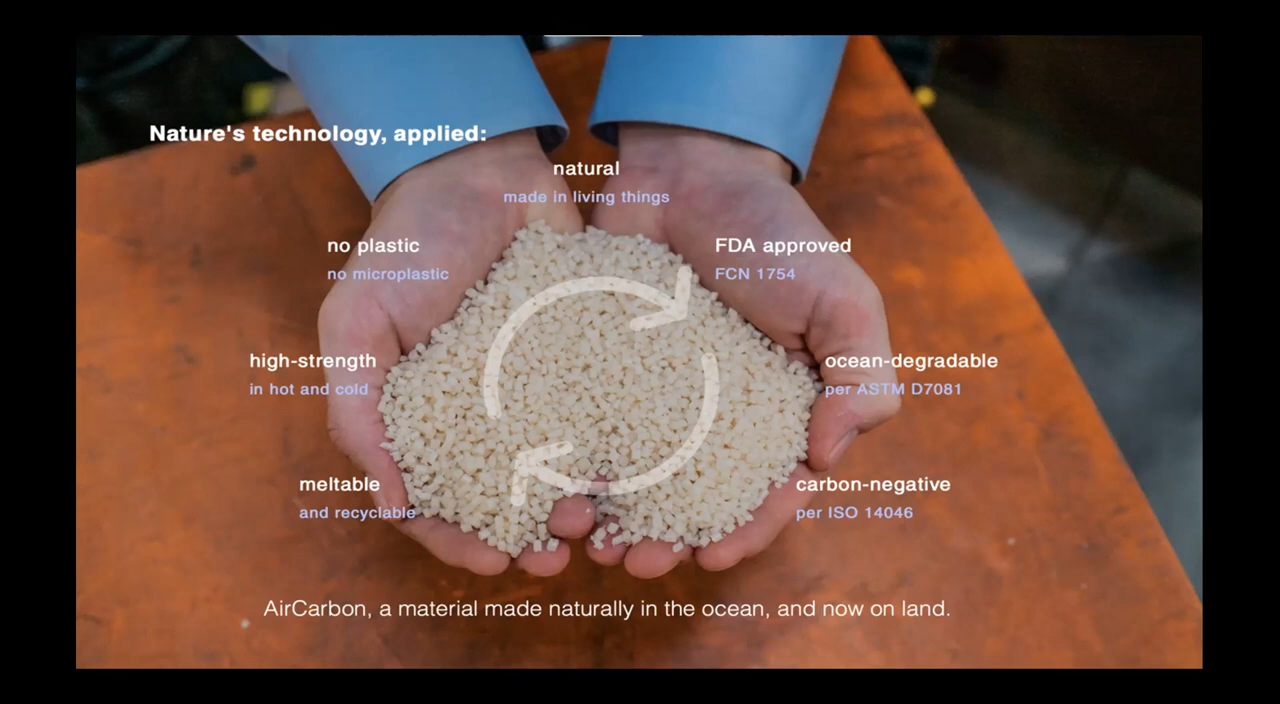 Nature's technology, applied:
natural
made in living things
no plastic
no microplastic
FDA approved
FCN 1754
high-strength
in hot and cold
ocean-degradable
per ASTM D7081
meltable
and recyclable
carbon-negative
per ISO 14046
AirCarbon, a material made naturally in the ocean, and now on land.